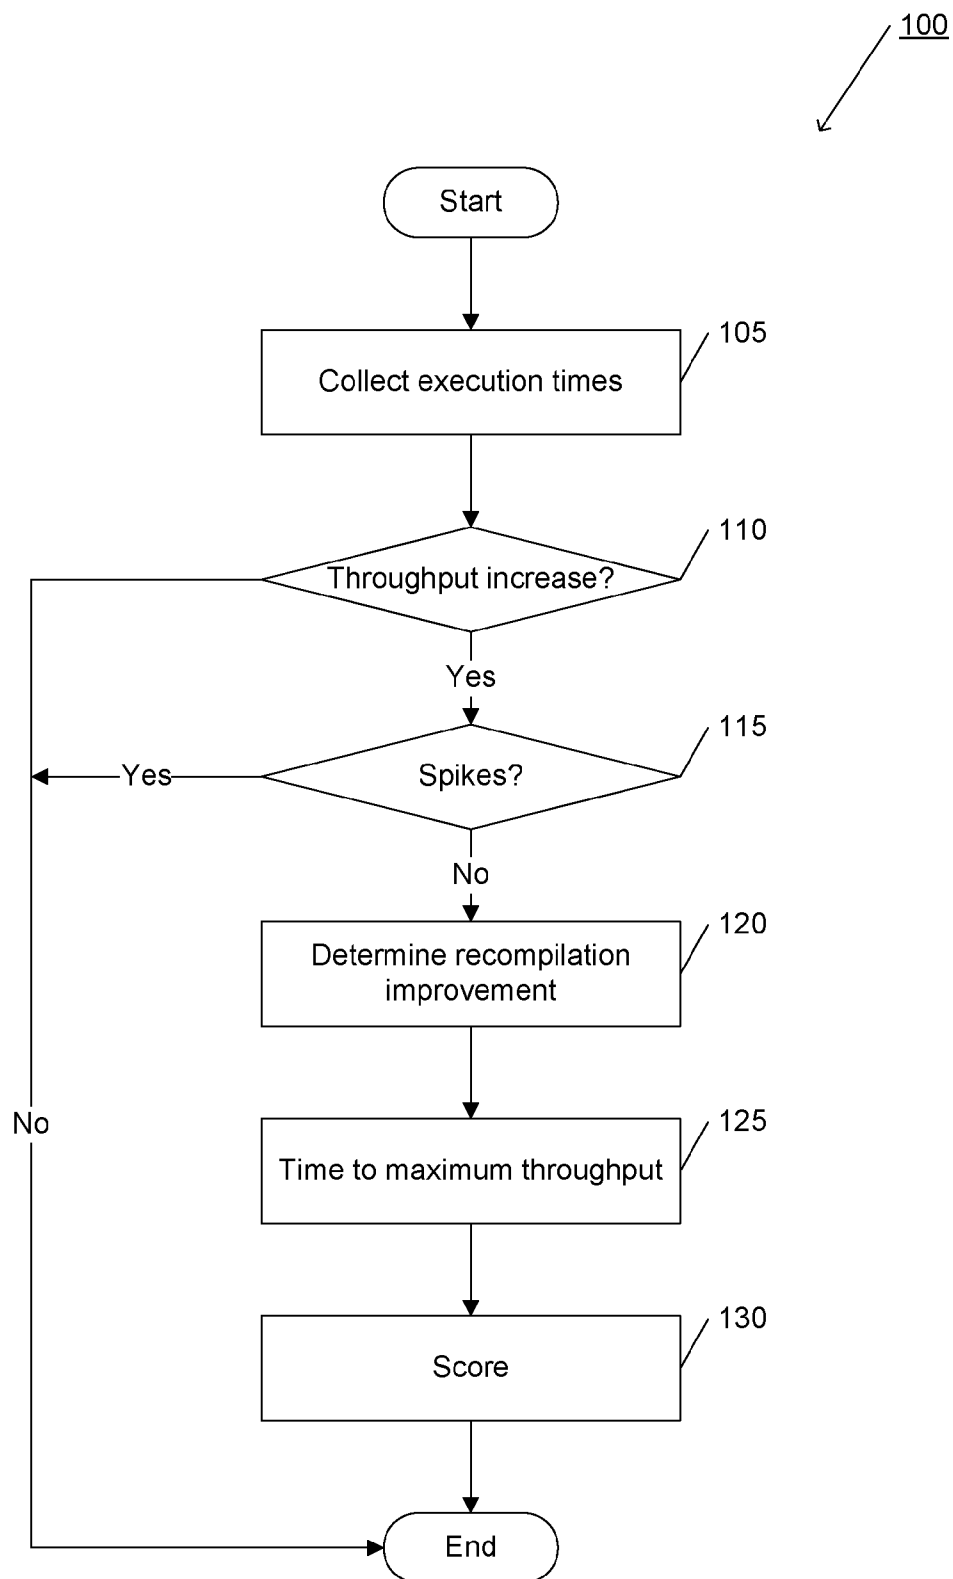 100
Start
105
Collect execution times
110
Throughput increase?
Yes
115
Yes
Spikes?
No
120
Determine recompilation
improvement
No
125
Time to maximum throughput
130
Score
End